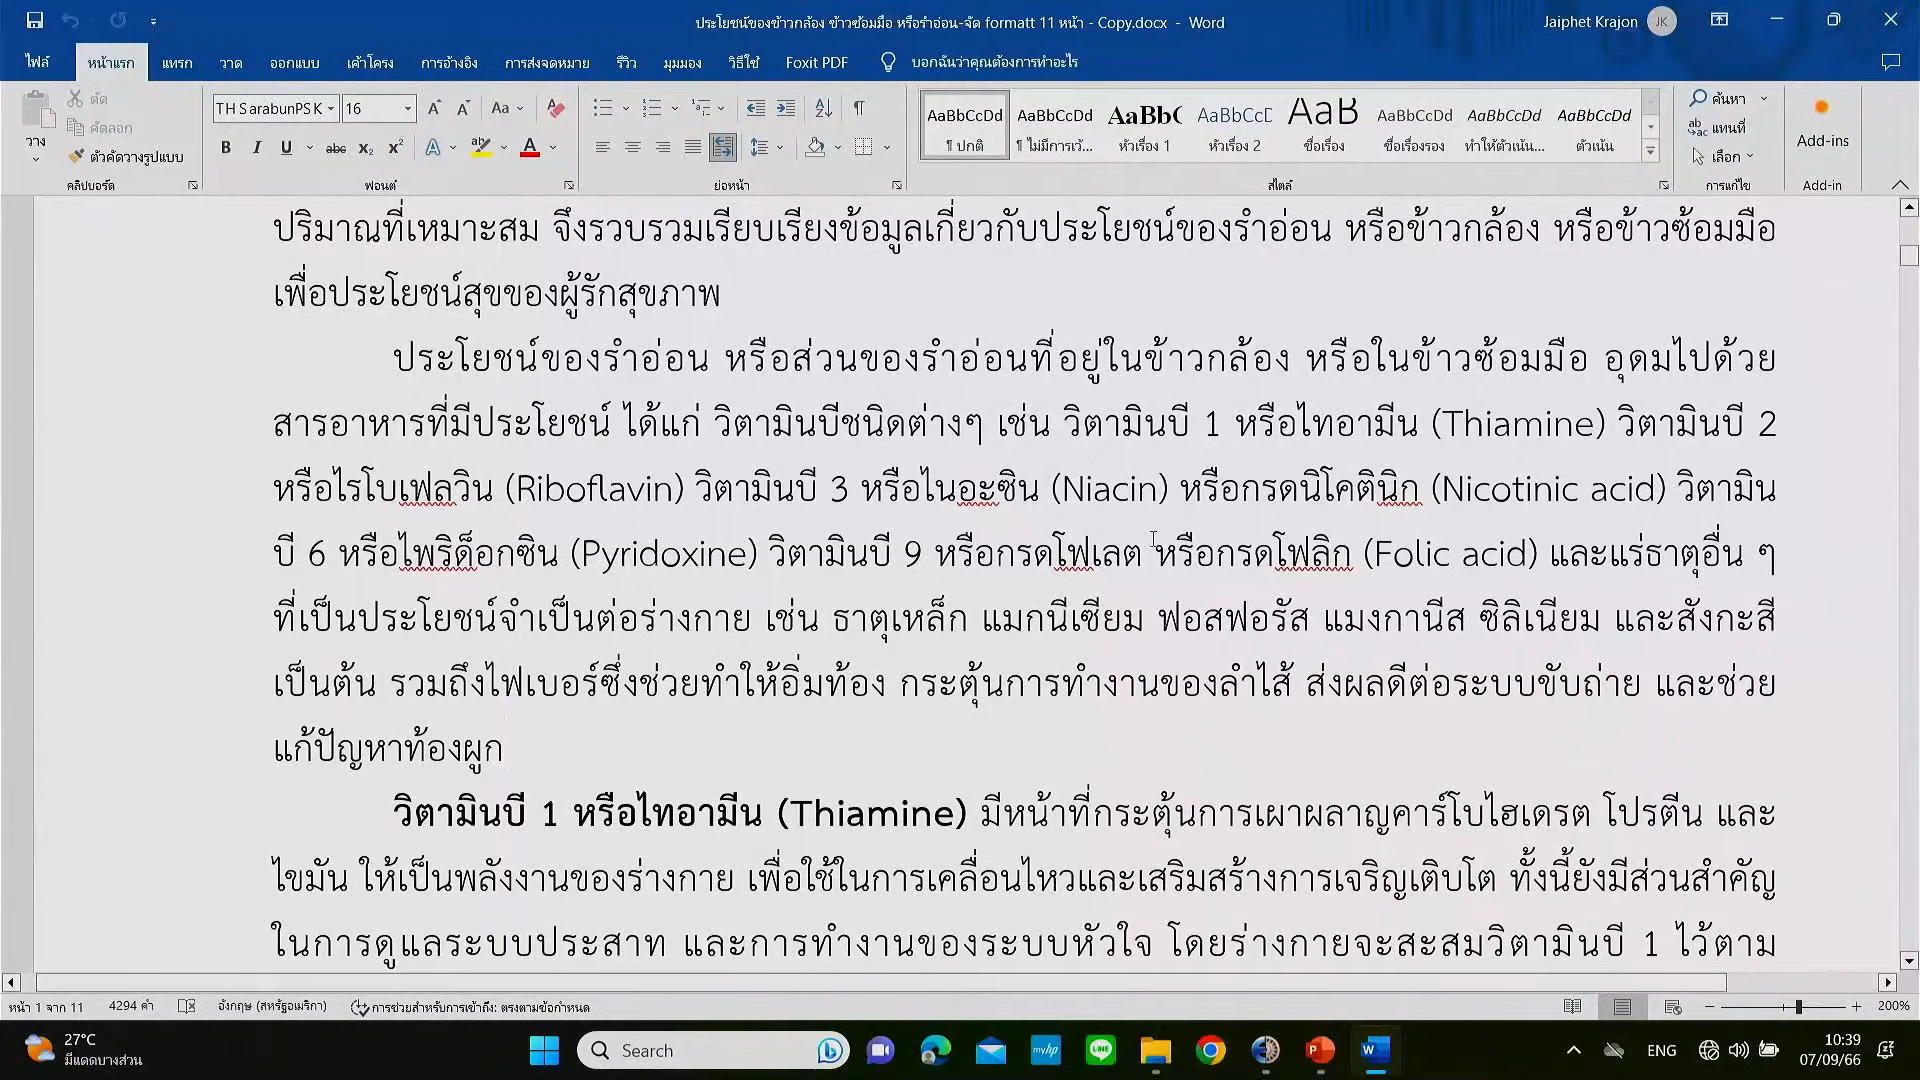 ประโยชน์ของข้าวกล้อง ข้าวซ้อมมือ หรือรำอ่อน-จัด formatt 11 หน้า - Copy.docx - Word
Jaiphet Krajon JK
ไฟล์ หน้าแรก แทรก วาด ออกแบบ เค้าโครง การอ้างอิง การส่งจดหมาย รีวิว มุมมอง วิธีใช้ Foxit PDF บอกฉันว่าคุณต้องการทำอะไร
วาง
ตัด
คัดลอก
ตัวคัดวางรูปแบบ
คลิปบอร์ด
TH SarabunPSK 16
ฟอนต์
ย่อหน้า
AaBbCcDd AaBbCcDd AaBbC AaBbCcD AaB AaBbCcDd AaBbCcDd AaBbCcDd
¶ ปกติ ¶ ไม่มีการเว้... หัวเรื่อง 1 หัวเรื่อง 2 ชื่อเรื่อง ชื่อเรื่องรอง ทำให้ตัวเน้น... ตัวเน้น
สไตล์
ค้นหา
แทนที่
เลือก
การแก้ไข
Add-ins
Add-in
ปริมาณที่เหมาะสม จึงรวบรวมเรียบเรียงข้อมูลเกี่ยวกับประโยชน์ของรำอ่อน หรือข้าวกล้อง หรือข้าวซ้อมมือ
เพื่อประโยชน์สุขของผู้รักสุขภาพ
ประโยชน์ของรำอ่อน หรือส่วนของรำอ่อนที่อยู่ในข้าวกล้อง หรือในข้าวซ้อมมือ อุดมไปด้วย
สารอาหารที่มีประโยชน์ ได้แก่ วิตามินบีชนิดต่างๆ เช่น วิตามินบี 1 หรือไทอามีน (Thiamine) วิตามินบี 2
หรือไรโบเฟลวิน (Riboflavin) วิตามินบี 3 หรือไนอะซิน (Niacin) หรือกรดนิโคตินิก (Nicotinic acid) วิตามิน
บี 6 หรือไพริด็อกซิน (Pyridoxine) วิตามินบี 9 หรือกรดโฟเลต หรือกรดโฟลิก (Folic acid) และแร่ธาตุอื่น ๆ
ที่เป็นประโยชน์จำเป็นต่อร่างกาย เช่น ธาตุเหล็ก แมกนีเซียม ฟอสฟอรัส แมงกานีส ซิลิเนียม และสังกะสี
เป็นต้น รวมถึงไฟเบอร์ซึ่งช่วยทำให้อิ่มท้อง กระตุ้นการทำงานของลำไส้ ส่งผลดีต่อระบบขับถ่าย และช่วย
แก้ปัญหาท้องผูก
วิตามินบี 1 หรือไทอามีน (Thiamine) มีหน้าที่กระตุ้นการเผาผลาญคาร์โบไฮเดรต โปรตีน และ
ไขมัน ให้เป็นพลังงานของร่างกาย เพื่อใช้ในการเคลื่อนไหวและเสริมสร้างการเจริญเติบโต ทั้งนี้ยังมีส่วนสำคัญ
ในการดูแลระบบประสาท และการทำงานของระบบหัวใจ โดยร่างกายจะสะสมวิตามินบี 1 ไว้ตาม
หน้า 1 จาก 11 4294 คำ อังกฤษ (สหรัฐอเมริกา) การช่วยสำหรับการเข้าถึง: ตรงตามข้อกำหนด 200%
27°C
มีแดดบางส่วน
Search
ENG
10:39
07/09/66